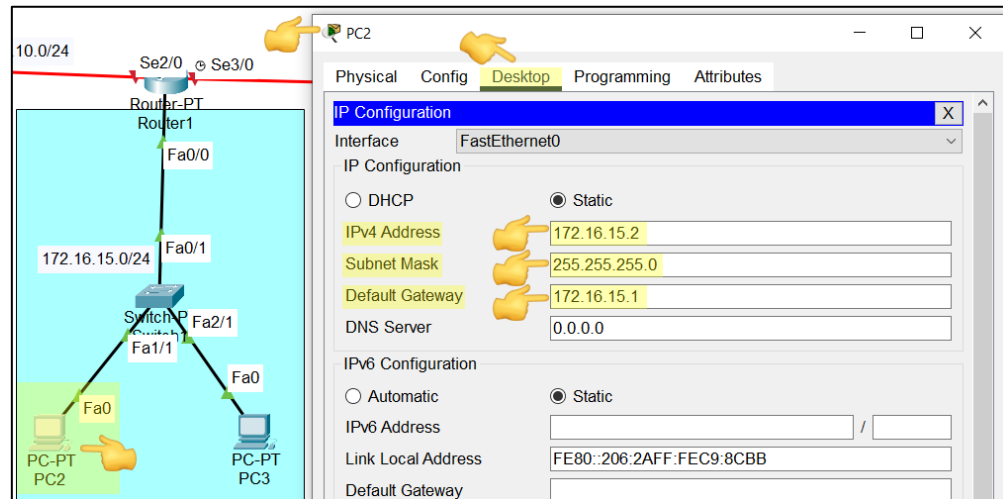 10.0/24
Se2/0
Se3/0
Router-PT
Router1
Fa0/0
Fa0/1
172.16.15.0/24
Switch-P
Switch1
Fa2/1
Fa1/1
Fa0
Fa0
PC-PT
PC2
PC-PT
PC3
PC2
Physical Config Desktop Programming Attributes
IP Configuration X
Interface FastEthernet0
IP Configuration
DHCP Static
IPv4 Address 172.16.15.2
Subnet Mask 255.255.255.0
Default Gateway 172.16.15.1
DNS Server 0.0.0.0
IPv6 Configuration
Automatic Static
IPv6 Address /
Link Local Address FE80::206:2AFF:FEC9:8CBB
Default Gateway